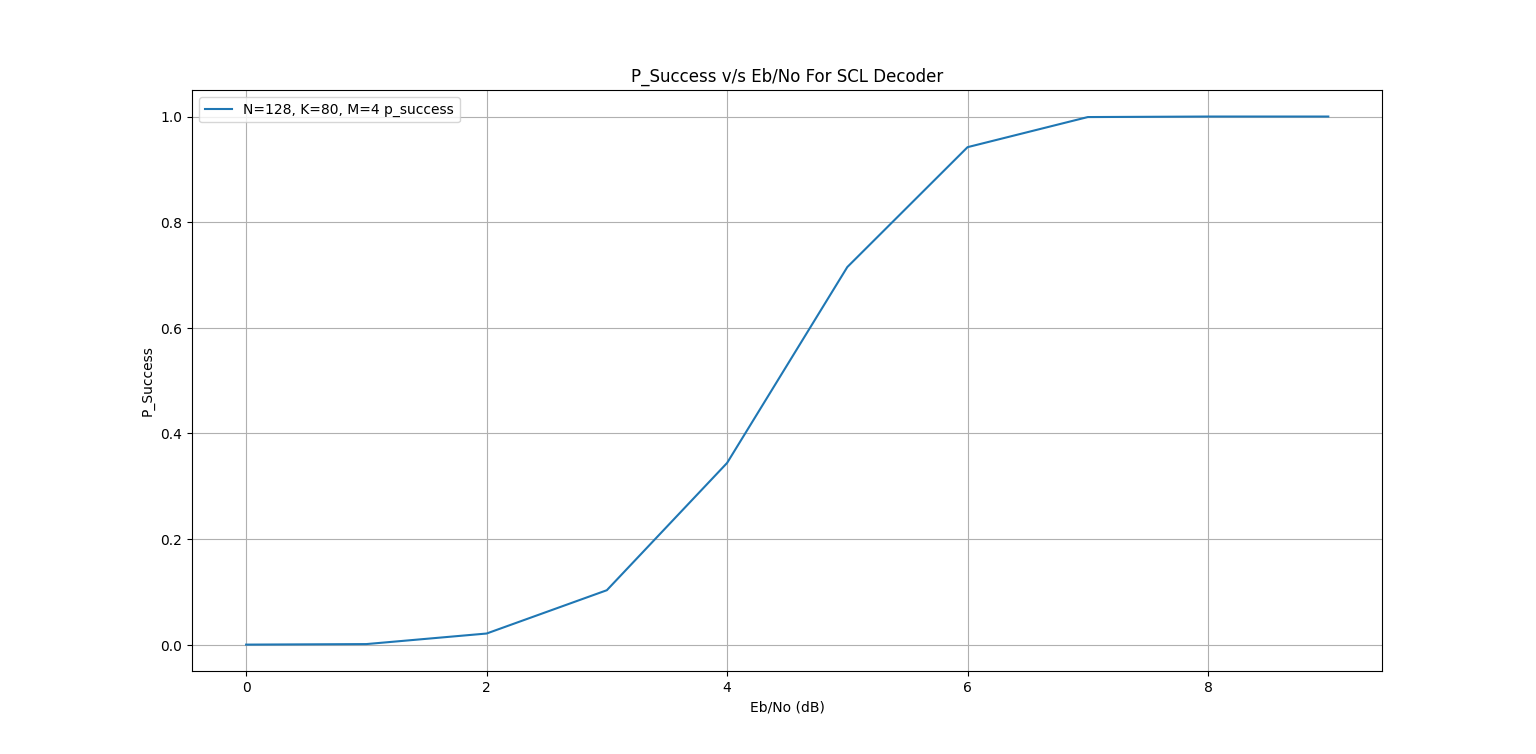 P_Success v/s Eb/No For SCL Decoder
N=128, K=80, M=4 p_success
1.0
0.8
0.6
0.4
0.2
0.0
P_Success
0 2 4 6 8
Eb/No (dB)